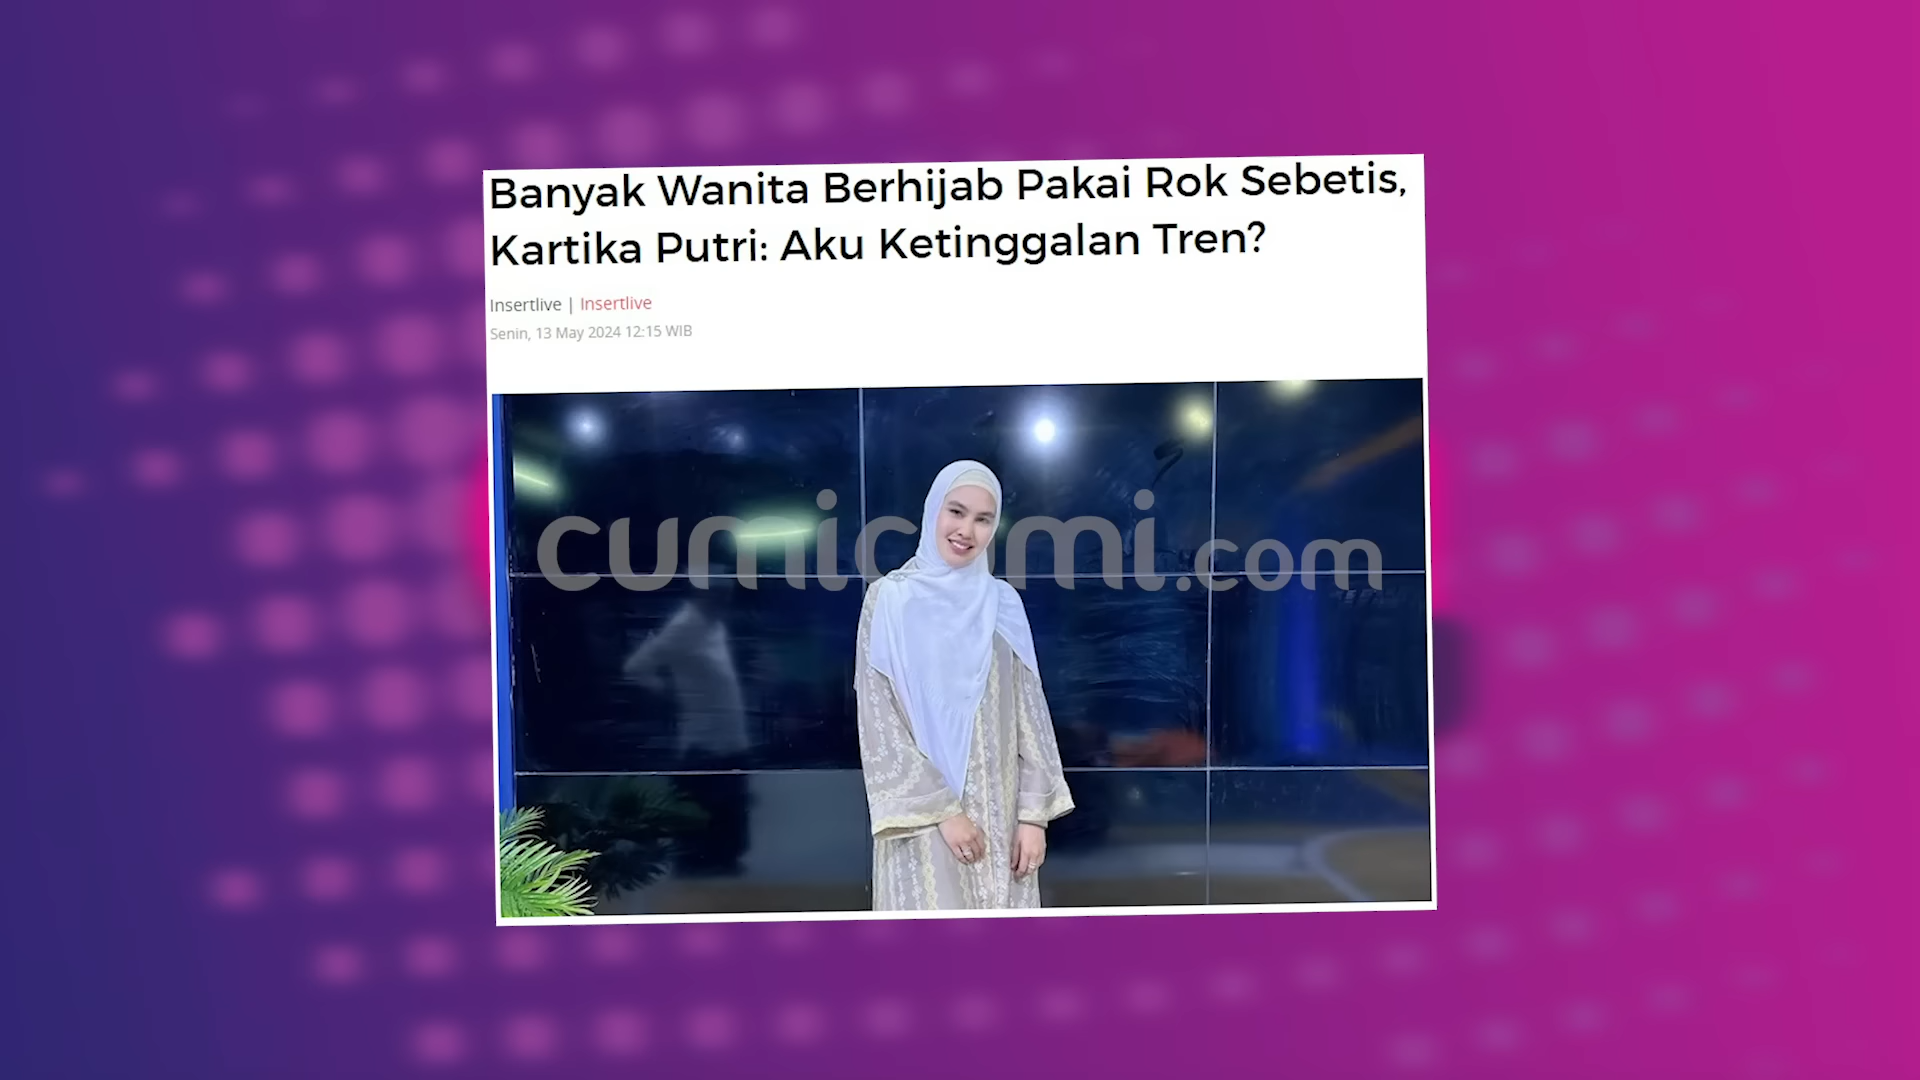 Banyak Wanita Berhijab Pakai Rok Sebetis,
Kartika Putri: Aku Ketinggalan Tren?
Insertlive | Insertlive
Senin, 13 May 2024 12:15 WIB
cumicumi.com